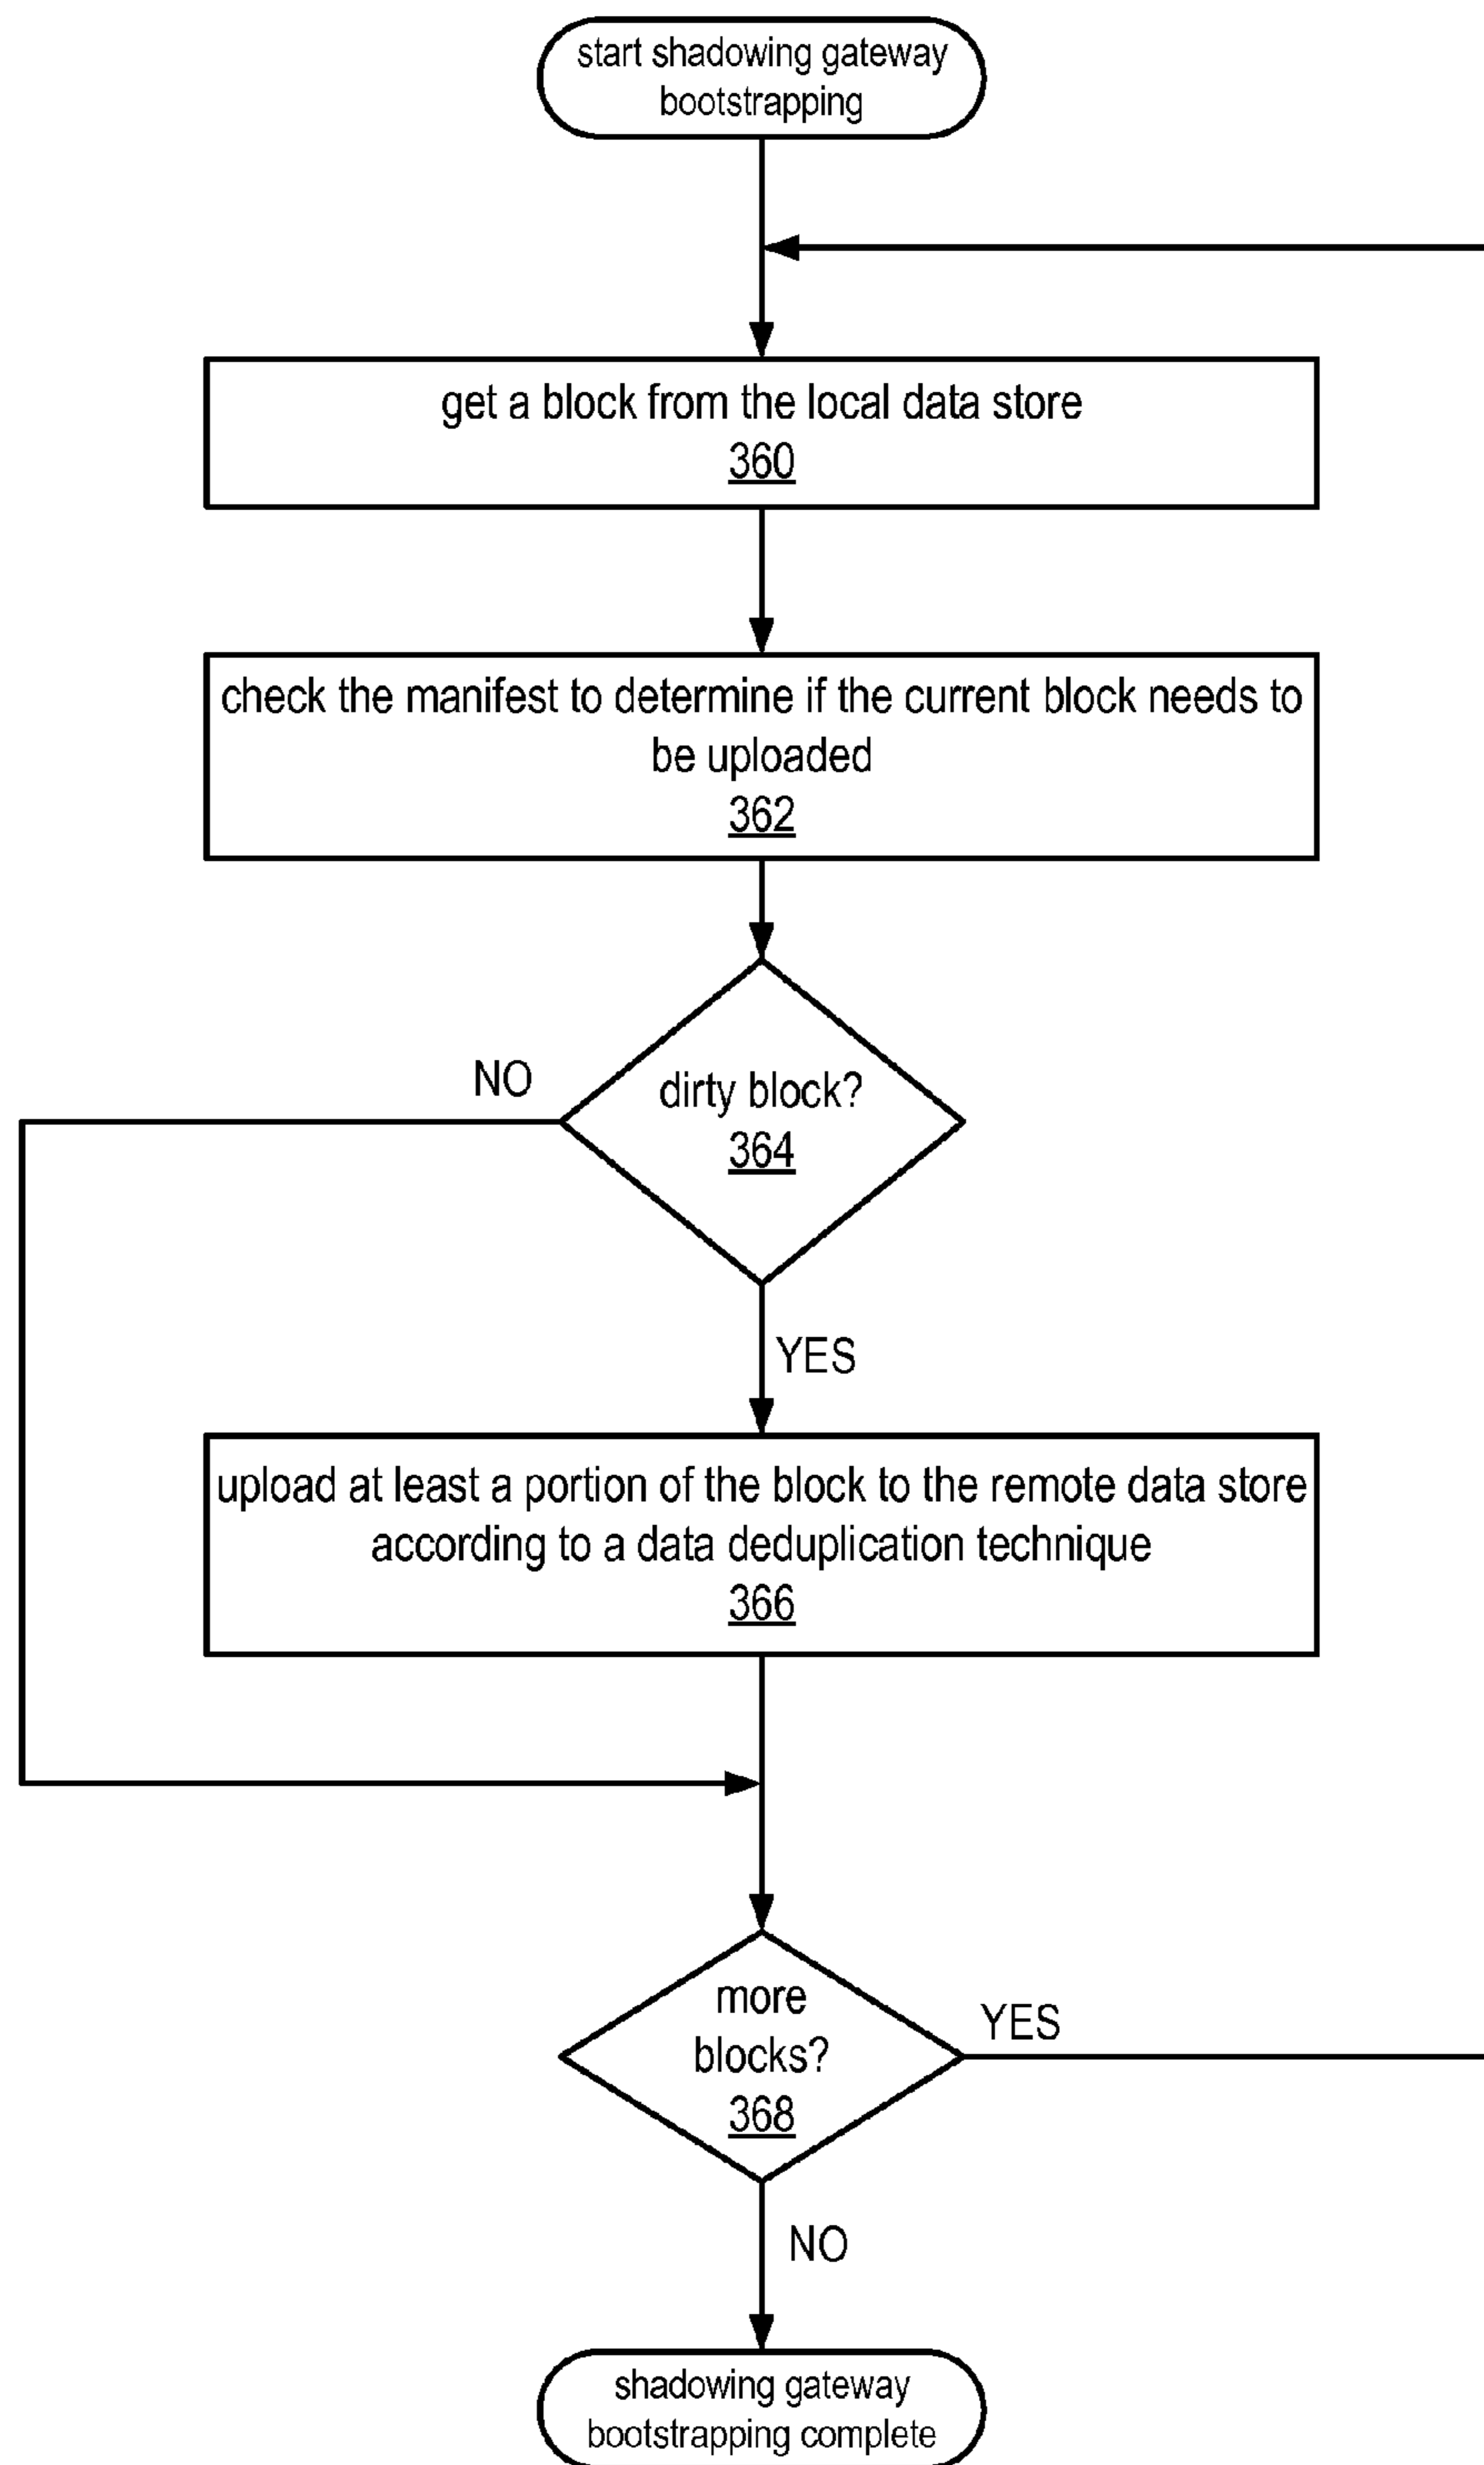 start shadowing gateway
bootstrapping
get a block from the local data store
360
check the manifest to determine if the current block needs to
be uploaded
362
NO
dirty block?
364
YES
upload at least a portion of the block to the remote data store
according to a data deduplication technique
366
more
blocks?
368
YES
NO
shadowing gateway
bootstrapping complete